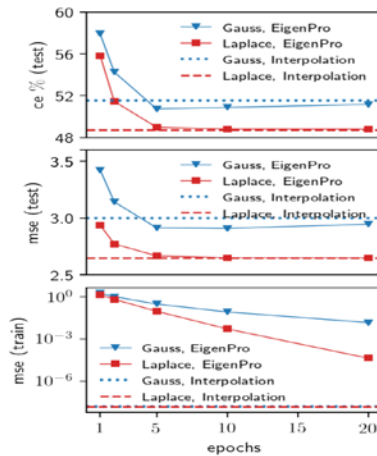 60
56
52
48
ce % (test)
Gauss, EigenPro
Laplace, EigenPro
Gauss, Interpolation
Laplace, Interpolation
3.5
3.0
2.5
mse (test)
Gauss, EigenPro
Laplace, EigenPro
Gauss, Interpolation
Laplace, Interpolation
10⁰
10⁻³
10⁻⁶
mse (train)
Gauss, EigenPro
Laplace, EigenPro
Gauss, Interpolation
Laplace, Interpolation
1 5 10 15 20
epochs